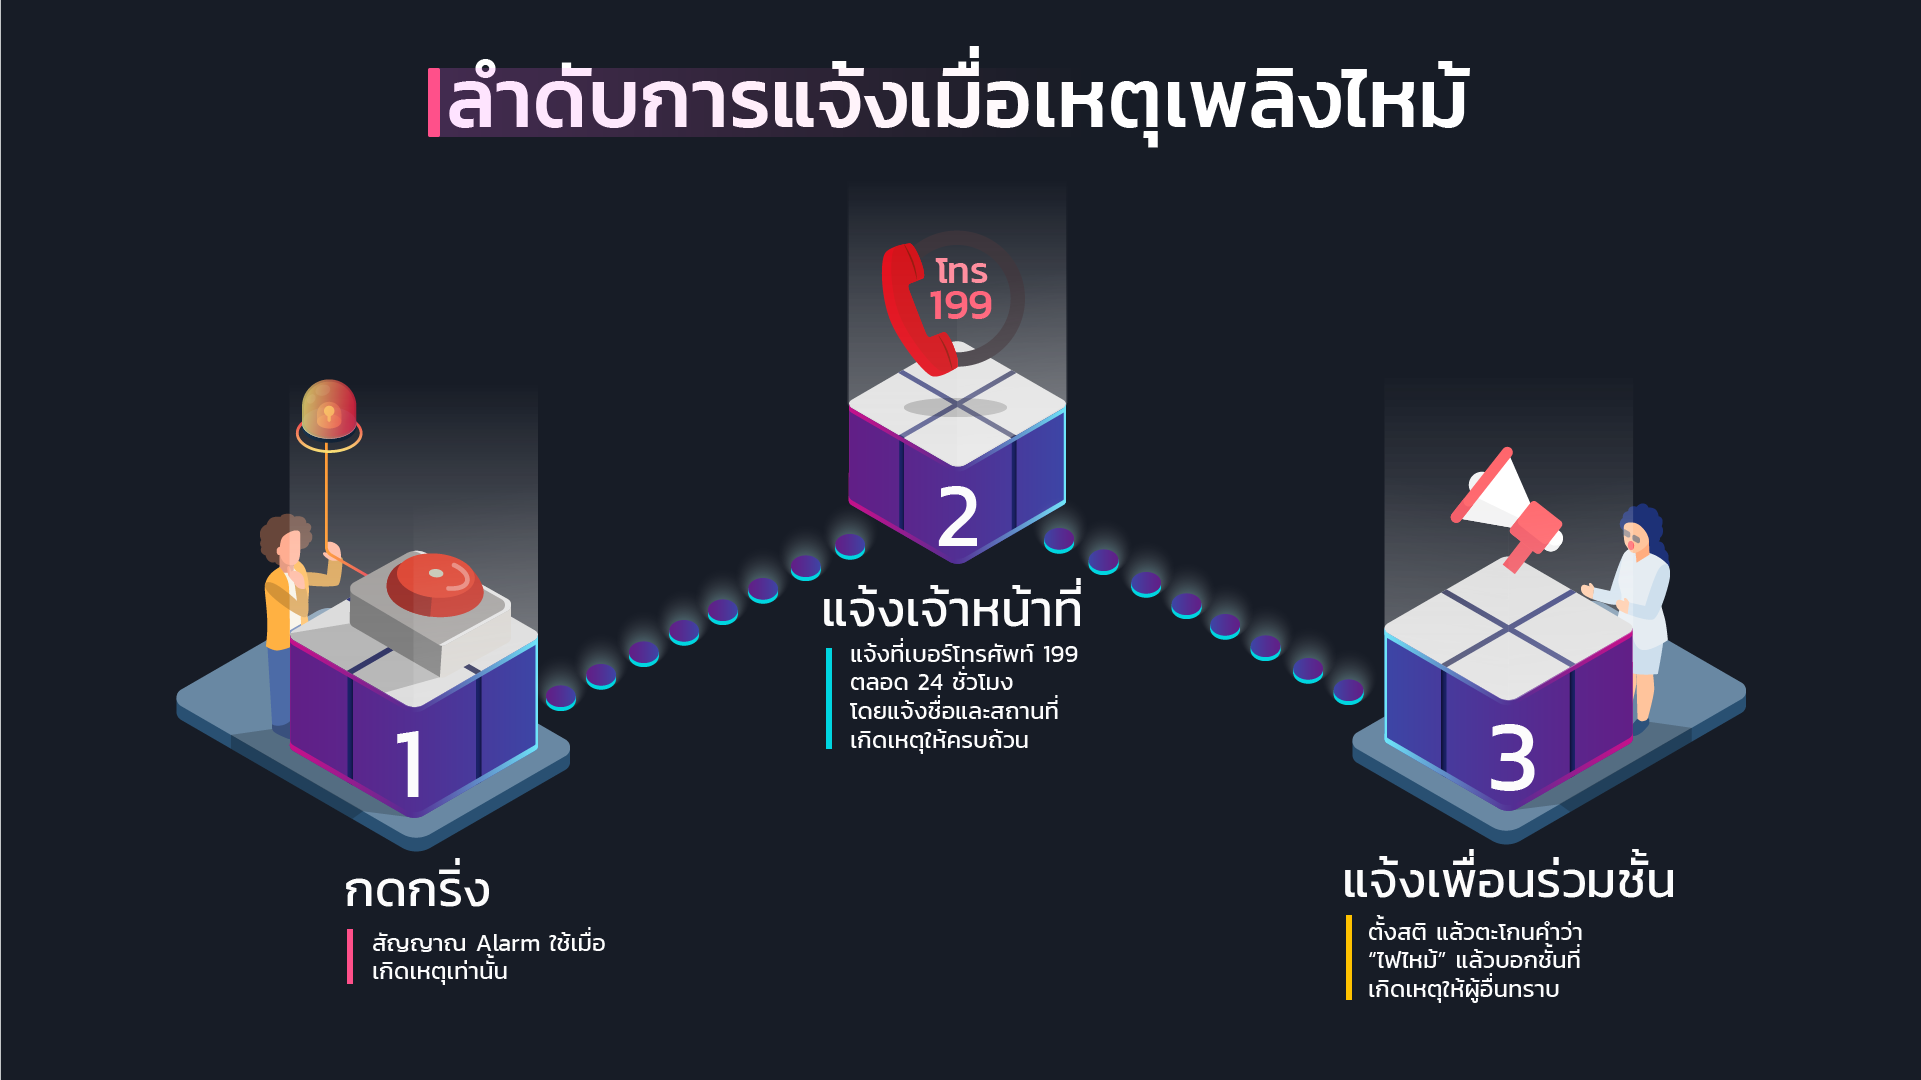 ลำดับการแจ้งเมื่อเหตุเพลิงไหม้
1
กดกริ่ง
สัญญาณ Alarm ใช้เมื่อ
เกิดเหตุเท่านั้น
โทร
199
2
แจ้งเจ้าหน้าที่
แจ้งที่เบอร์โทรศัพท์ 199
ตลอด 24 ชั่วโมง
โดยแจ้งชื่อและสถานที่
เกิดเหตุให้ครบถ้วน
3
แจ้งเพื่อนร่วมชั้น
ตั้งสติ แล้วตะโกนคำว่า
“ไฟไหม้” แล้วบอกชั้นที่
เกิดเหตุให้ผู้อื่นทราบ